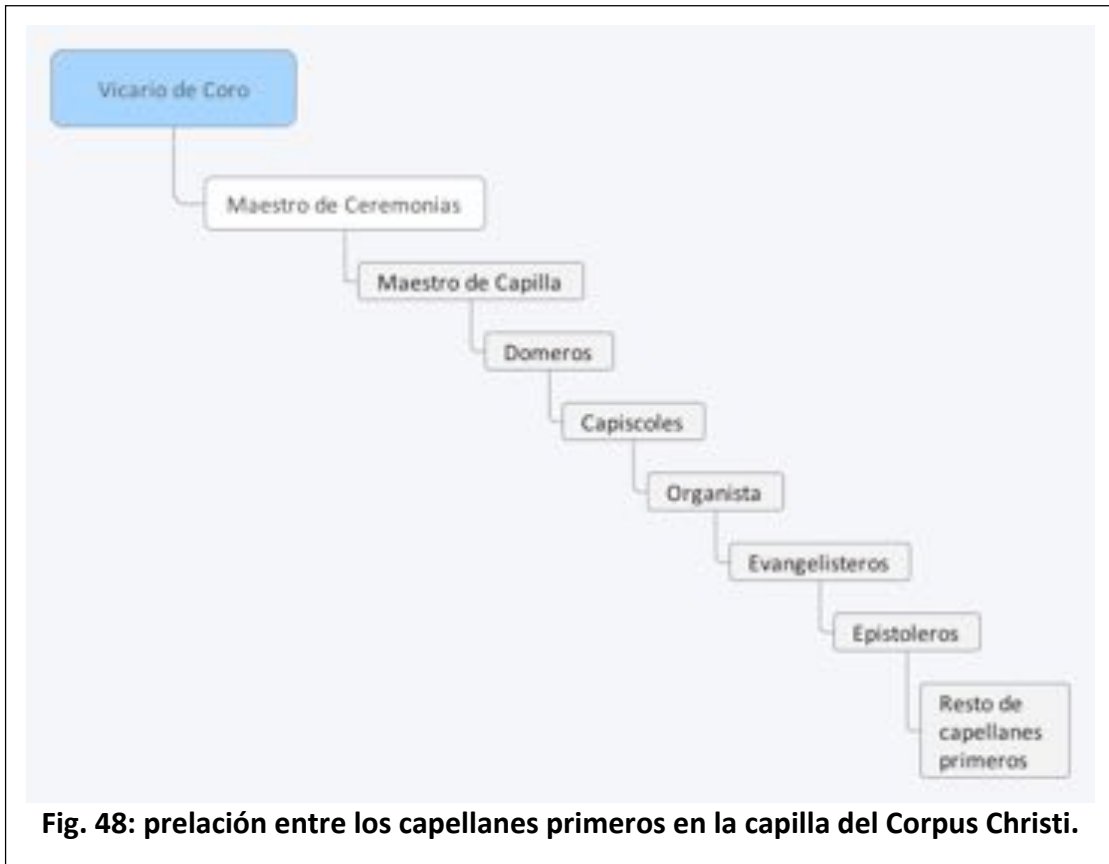 Vicario de Coro
Maestro de Ceremonias
Maestro de Capilla
Domeros
Capiscoles
Organista
Evangelisteros
Epistoleros
Resto de
capellanes
primeros
Fig. 48: prelación entre los capellanes primeros en la capilla del Corpus Christi.